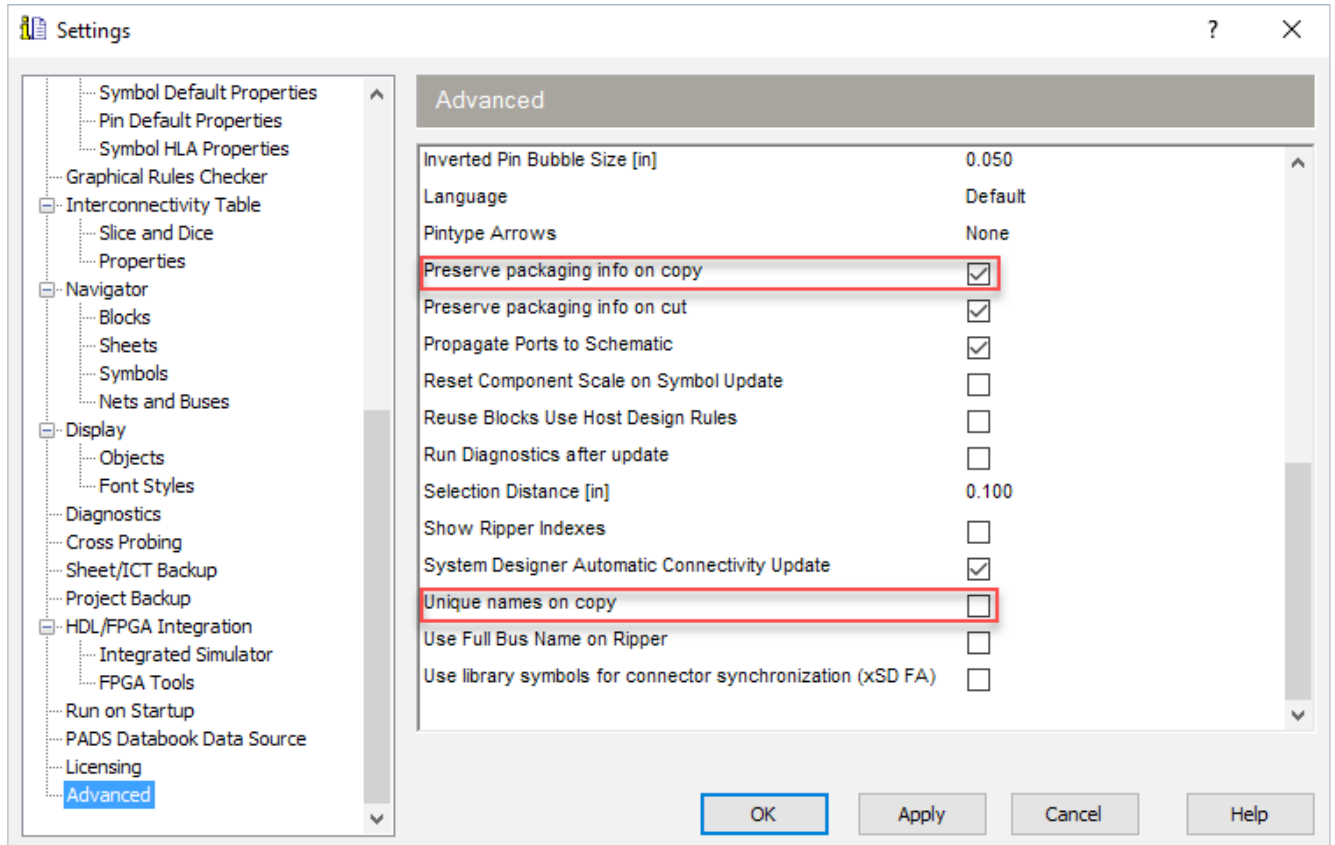 Settings
?
Symbol Default Properties
Pin Default Properties
Symbol HLA Properties
Graphical Rules Checker
Interconnectivity Table
Slice and Dice
Properties
Navigator
Blocks
Sheets
Symbols
Nets and Buses
Display
Objects
Font Styles
Diagnostics
Cross Probing
Sheet/ICT Backup
Project Backup
HDL/FPGA Integration
Integrated Simulator
FPGA Tools
Run on Startup
PADS Databook Data Source
Licensing
Advanced
Advanced
Inverted Pin Bubble Size [in] 0.050
Language Default
Pintype Arrows None
Preserve packaging info on copy
Preserve packaging info on cut
Propagate Ports to Schematic
Reset Component Scale on Symbol Update
Reuse Blocks Use Host Design Rules
Run Diagnostics after update
Selection Distance [in] 0.100
Show Ripper Indexes
System Designer Automatic Connectivity Update
Unique names on copy
Use Full Bus Name on Ripper
Use library symbols for connector synchronization (xSD FA)
OK Apply Cancel Help